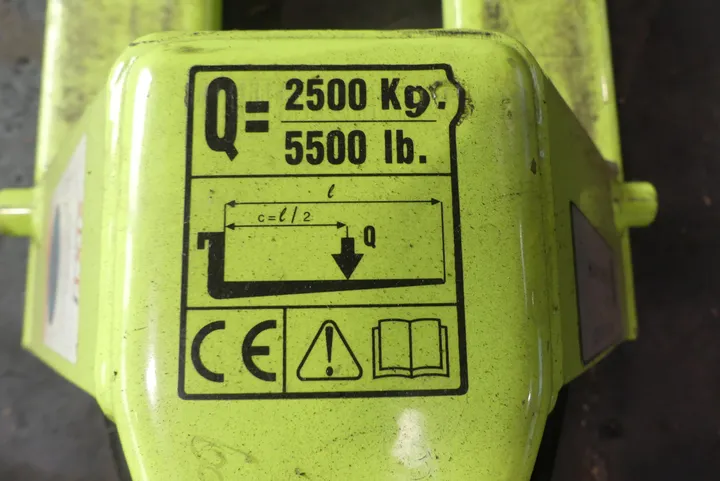 Q= 2500 Kg.
5500 lb.
ℓ
c=ℓ/2
Q
CE